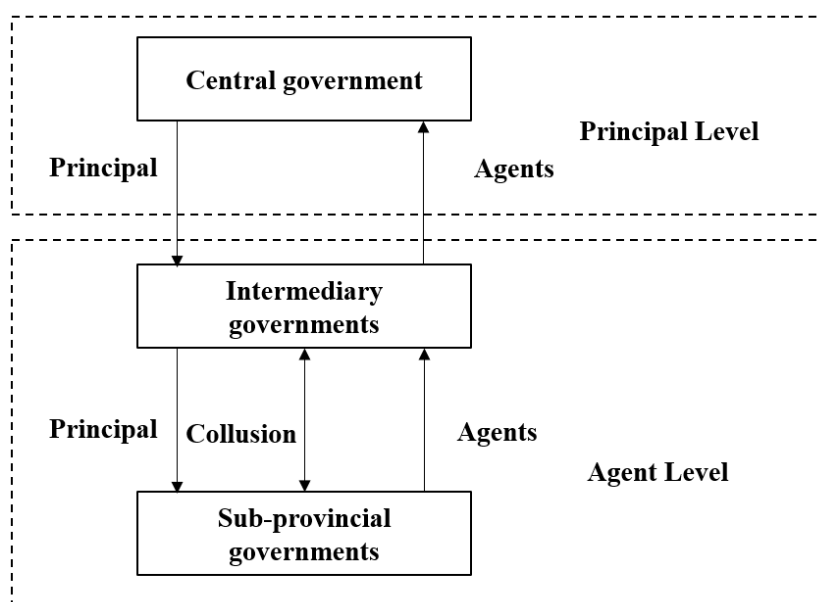 Central government
Principal Level
Principal
Agents
Intermediary
governments
Principal
Collusion
Agents
Agent Level
Sub-provincial
governments